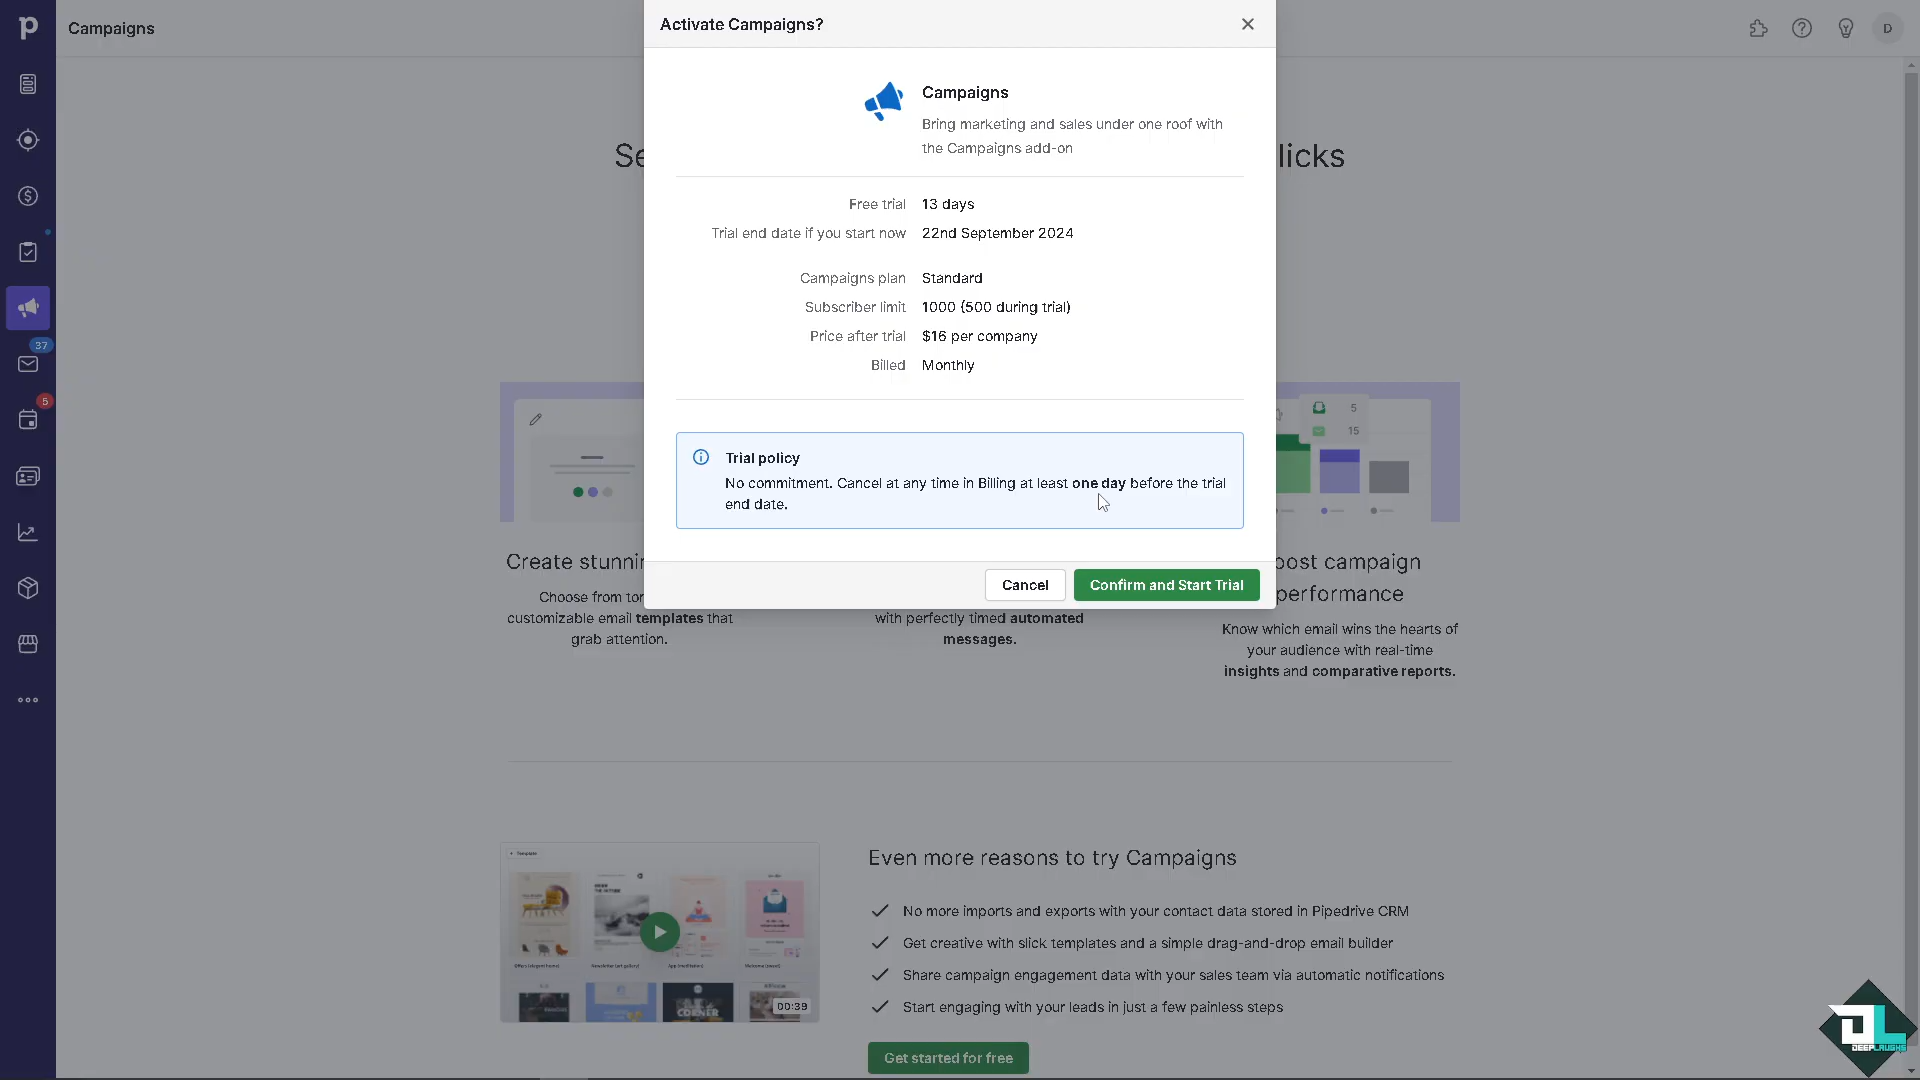 Campaigns
Activate Campaigns?
D
Campaigns
Bring marketing and sales under one roof with
the Campaigns add-on
Se
licks
Free trial 13 days
Trial end date if you start now 22nd September 2024
Campaigns plan Standard
Subscriber limit 1000 (500 during trial)
Price after trial $16 per company
Billed Monthly
37
5
5
15
Trial policy
No commitment. Cancel at any time in Billing at least one day before the trial
end date.
Cancel
Confirm and Start Trial
Create stunni
Choose from tor
customizable email templates that
grab attention.
with perfectly timed automated
messages.
oost campaign
performance
Know which email wins the hearts of
your audience with real-time
insights and comparative reports.
Even more reasons to try Campaigns
No more imports and exports with your contact data stored in Pipedrive CRM
Get creative with slick templates and a simple drag-and-drop email builder
Share campaign engagement data with your sales team via automatic notifications
Start engaging with your leads in just a few painless steps
Get started for free
00:39
CORNER
DEEPLAUGHS